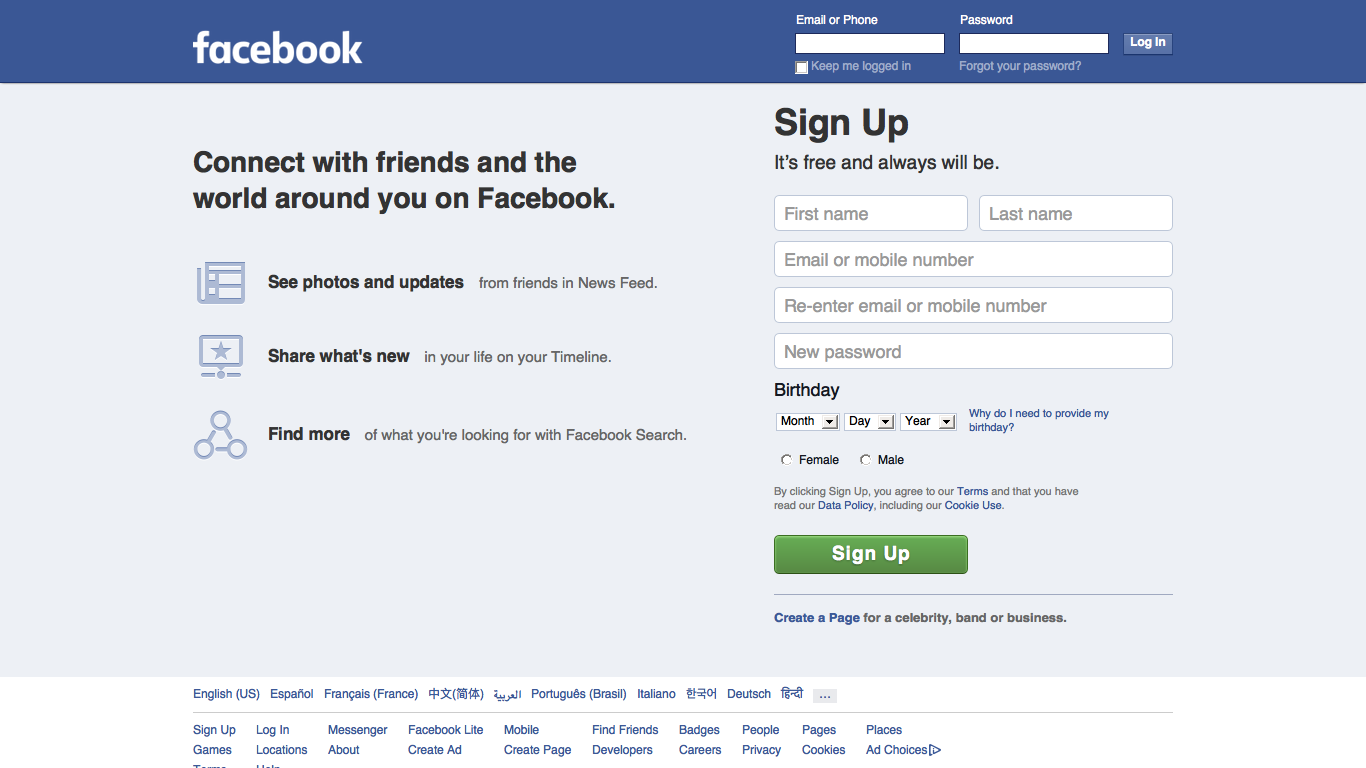 facebook
Email or Phone
Password
Log In
Keep me logged in
Forgot your password?
Connect with friends and the
world around you on Facebook.
See photos and updates from friends in News Feed.
Share what's new in your life on your Timeline.
Find more of what you're looking for with Facebook Search.
Sign Up
It’s free and always will be.
First name
Last name
Email or mobile number
Re-enter email or mobile number
New password
Birthday
Month
Day
Year
Why do I need to provide my
birthday?
Female
Male
By clicking Sign Up, you agree to our Terms and that you have
read our Data Policy, including our Cookie Use.
Sign Up
Create a Page for a celebrity, band or business.
English (US) Español Français (France) 中文(简体) العربية Português (Brasil) Italiano 한국어 Deutsch हिन्दी ...
Sign Up Log In Messenger Facebook Lite Mobile Find Friends Badges People Pages Places
Games Locations About Create Ad Create Page Developers Careers Privacy Cookies Ad Choices
Terms Help